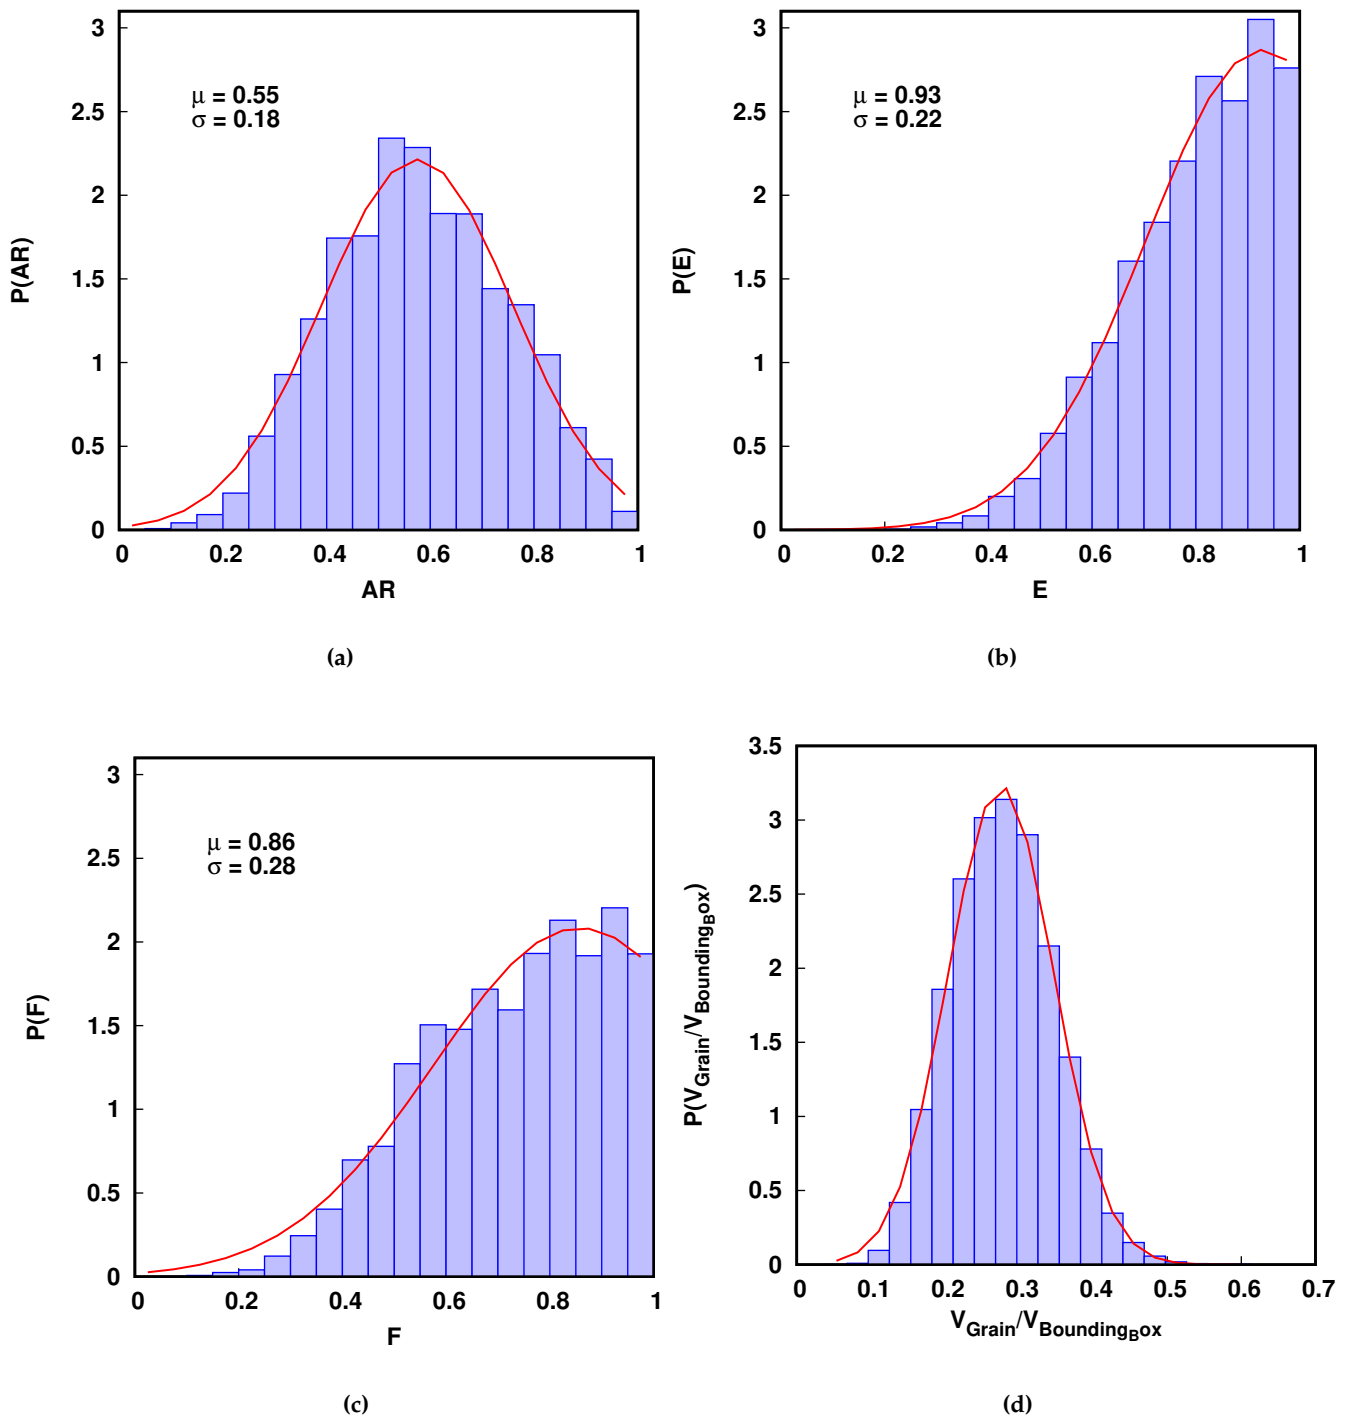 3
2.5
2
1.5
1
0.5
0
P(AR)
μ = 0.55
σ = 0.18
0 0.2 0.4 0.6 0.8 1
AR
(a)
3
2.5
2
1.5
1
0.5
0
P(E)
μ = 0.93
σ = 0.22
0 0.2 0.4 0.6 0.8 1
E
(b)
3
2.5
2
1.5
1
0.5
0
P(F)
μ = 0.86
σ = 0.28
0 0.2 0.4 0.6 0.8 1
F
(c)
3.5
3
2.5
2
1.5
1
0.5
0
P(VGrain/VBoundingBox)
0 0.1 0.2 0.3 0.4 0.5 0.6 0.7
VGrain/VBoundingBox
(d)